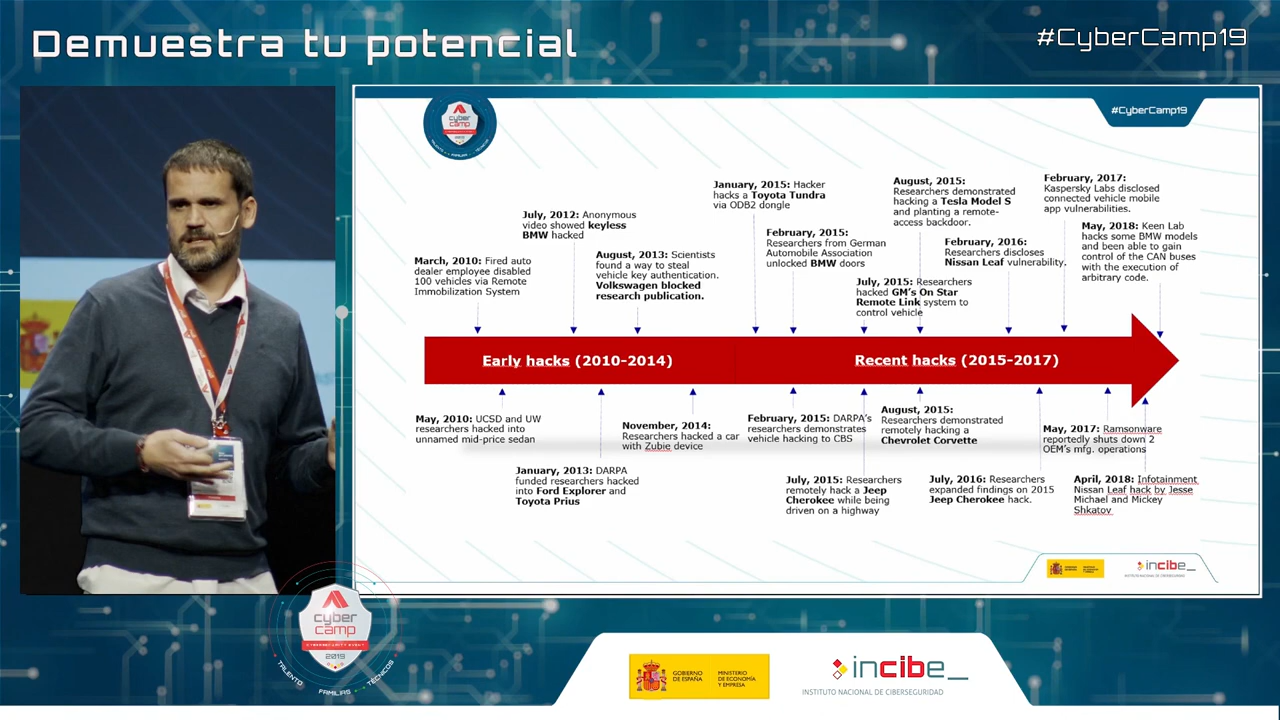 Demuestra tu potencial
#CyberCamp19
#CyberCamp19
cyber
camp
2019
January, 2015: Hacker
hacks a Toyota Tundra
via ODB2 dongle
August, 2015:
Researchers demonstrated
hacking a Tesla Model S
and planting a remote-
access backdoor.
February, 2017:
Kaspersky Labs disclosed
connected vehicle mobile
app vulnerabilities.
July, 2012: Anonymous
video showed keyless
BMW hacked
February, 2015:
Researchers from German
Automobile Association
unlocked BMW doors
February, 2016:
Researchers discloses
Nissan Leaf vulnerability.
May, 2018: Keen Lab
hacks some BMW models
and been able to gain
control of the CAN buses
with the execution of
arbitrary code.
March, 2010: Fired auto
dealer employee disabled
100 vehicles via Remote
Immobilization System
August, 2013: Scientists
found a way to steal
vehicle key authentication.
Volkswagen blocked
research publication.
July, 2015: Researchers
hacked GM's On Star
Remote Link system to
control vehicle
Early hacks (2010-2014)
Recent hacks (2015-2017)
May, 2010: UCSD and UW
researchers hacked into
unnamed mid-price sedan
November, 2014:
Researchers hacked a car
with Zubie device
February, 2015: DARPA's
researchers demonstrates
vehicle hacking to CBS
August, 2015:
Researchers demonstrated
remotely hacking a
Chevrolet Corvette
May, 2017: Ramsonware
reportedly shuts down 2
OEM's mfg. operations
January, 2013: DARPA
funded researchers hacked
into Ford Explorer and
Toyota Prius
July, 2015: Researchers
remotely hack a Jeep
Cherokee while being
driven on a highway
July, 2016: Researchers
expanded findings on 2015
Jeep Cherokee hack.
April, 2018: Infotainment
Nissan Leaf hack by Jesse
Michael and Mickey
Shkatov
incibe_
INSTITUTO NACIONAL DE CIBERSEGURIDAD
cyber
camp
CYBERSECURITY EVENT
2019
TALENTO FAMILIAS TÉCNICOS
GOBIERNO
DE ESPAÑA
MINISTERIO
DE ECONOMÍA
Y EMPRESA
incibe_
INSTITUTO NACIONAL DE CIBERSEGURIDAD